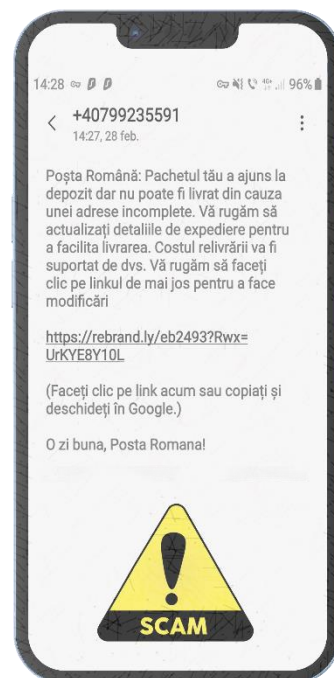 14:28
96%
+40799235591
14:27, 28 feb.
Poșta Română: Pachetul tău a ajuns la
depozit dar nu poate fi livrat din cauza
unei adrese incomplete. Vă rugăm să
actualizați detaliile de expediere pentru
a facilita livrarea. Costul relivrării va fi
suportat de dvs. Vă rugăm să faceți
clic pe linkul de mai jos pentru a face
modificări
https://rebrand.ly/eb2493?Rwx=
UrKYE8Y10L
(Faceți clic pe link acum sau copiați și
deschideți în Google.)
O zi buna, Posta Romana!
SCAM